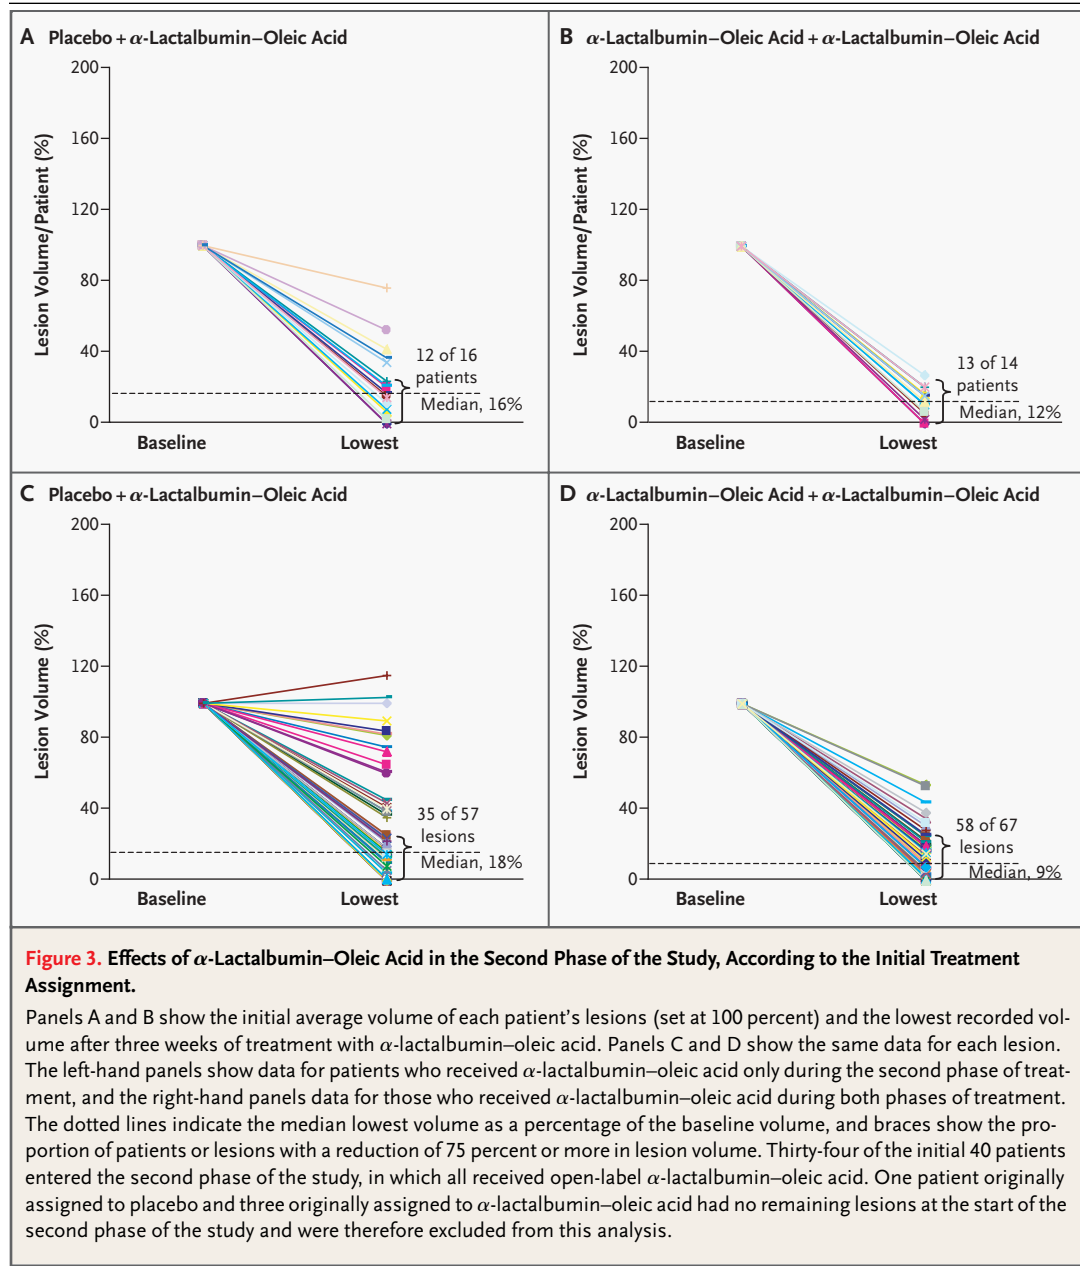 A Placebo + α-Lactalbumin–Oleic Acid
200
160
120
80
40
0
Lesion Volume/Patient (%)
12 of 16
patients
Median, 16%
Baseline
Lowest
B α-Lactalbumin–Oleic Acid + α-Lactalbumin–Oleic Acid
200
160
120
80
40
0
Lesion Volume/Patient (%)
13 of 14
patients
Median, 12%
Baseline
Lowest
C Placebo + α-Lactalbumin–Oleic Acid
200
160
120
80
40
0
Lesion Volume (%)
35 of 57
lesions
Median, 18%
Baseline
Lowest
D α-Lactalbumin–Oleic Acid + α-Lactalbumin–Oleic Acid
200
160
120
80
40
0
Lesion Volume (%)
58 of 67
lesions
Median, 9%
Baseline
Lowest
Figure 3. Effects of α-Lactalbumin–Oleic Acid in the Second Phase of the Study, According to the Initial Treatment
Assignment.
Panels A and B show the initial average volume of each patient's lesions (set at 100 percent) and the lowest recorded vol-
ume after three weeks of treatment with α-lactalbumin–oleic acid. Panels C and D show the same data for each lesion.
The left-hand panels show data for patients who received α-lactalbumin–oleic acid only during the second phase of treat-
ment, and the right-hand panels data for those who received α-lactalbumin–oleic acid during both phases of treatment.
The dotted lines indicate the median lowest volume as a percentage of the baseline volume, and braces show the pro-
portion of patients or lesions with a reduction of 75 percent or more in lesion volume. Thirty-four of the initial 40 patients
entered the second phase of the study, in which all received open-label α-lactalbumin–oleic acid. One patient originally
assigned to placebo and three originally assigned to α-lactalbumin–oleic acid had no remaining lesions at the start of the
second phase of the study and were therefore excluded from this analysis.